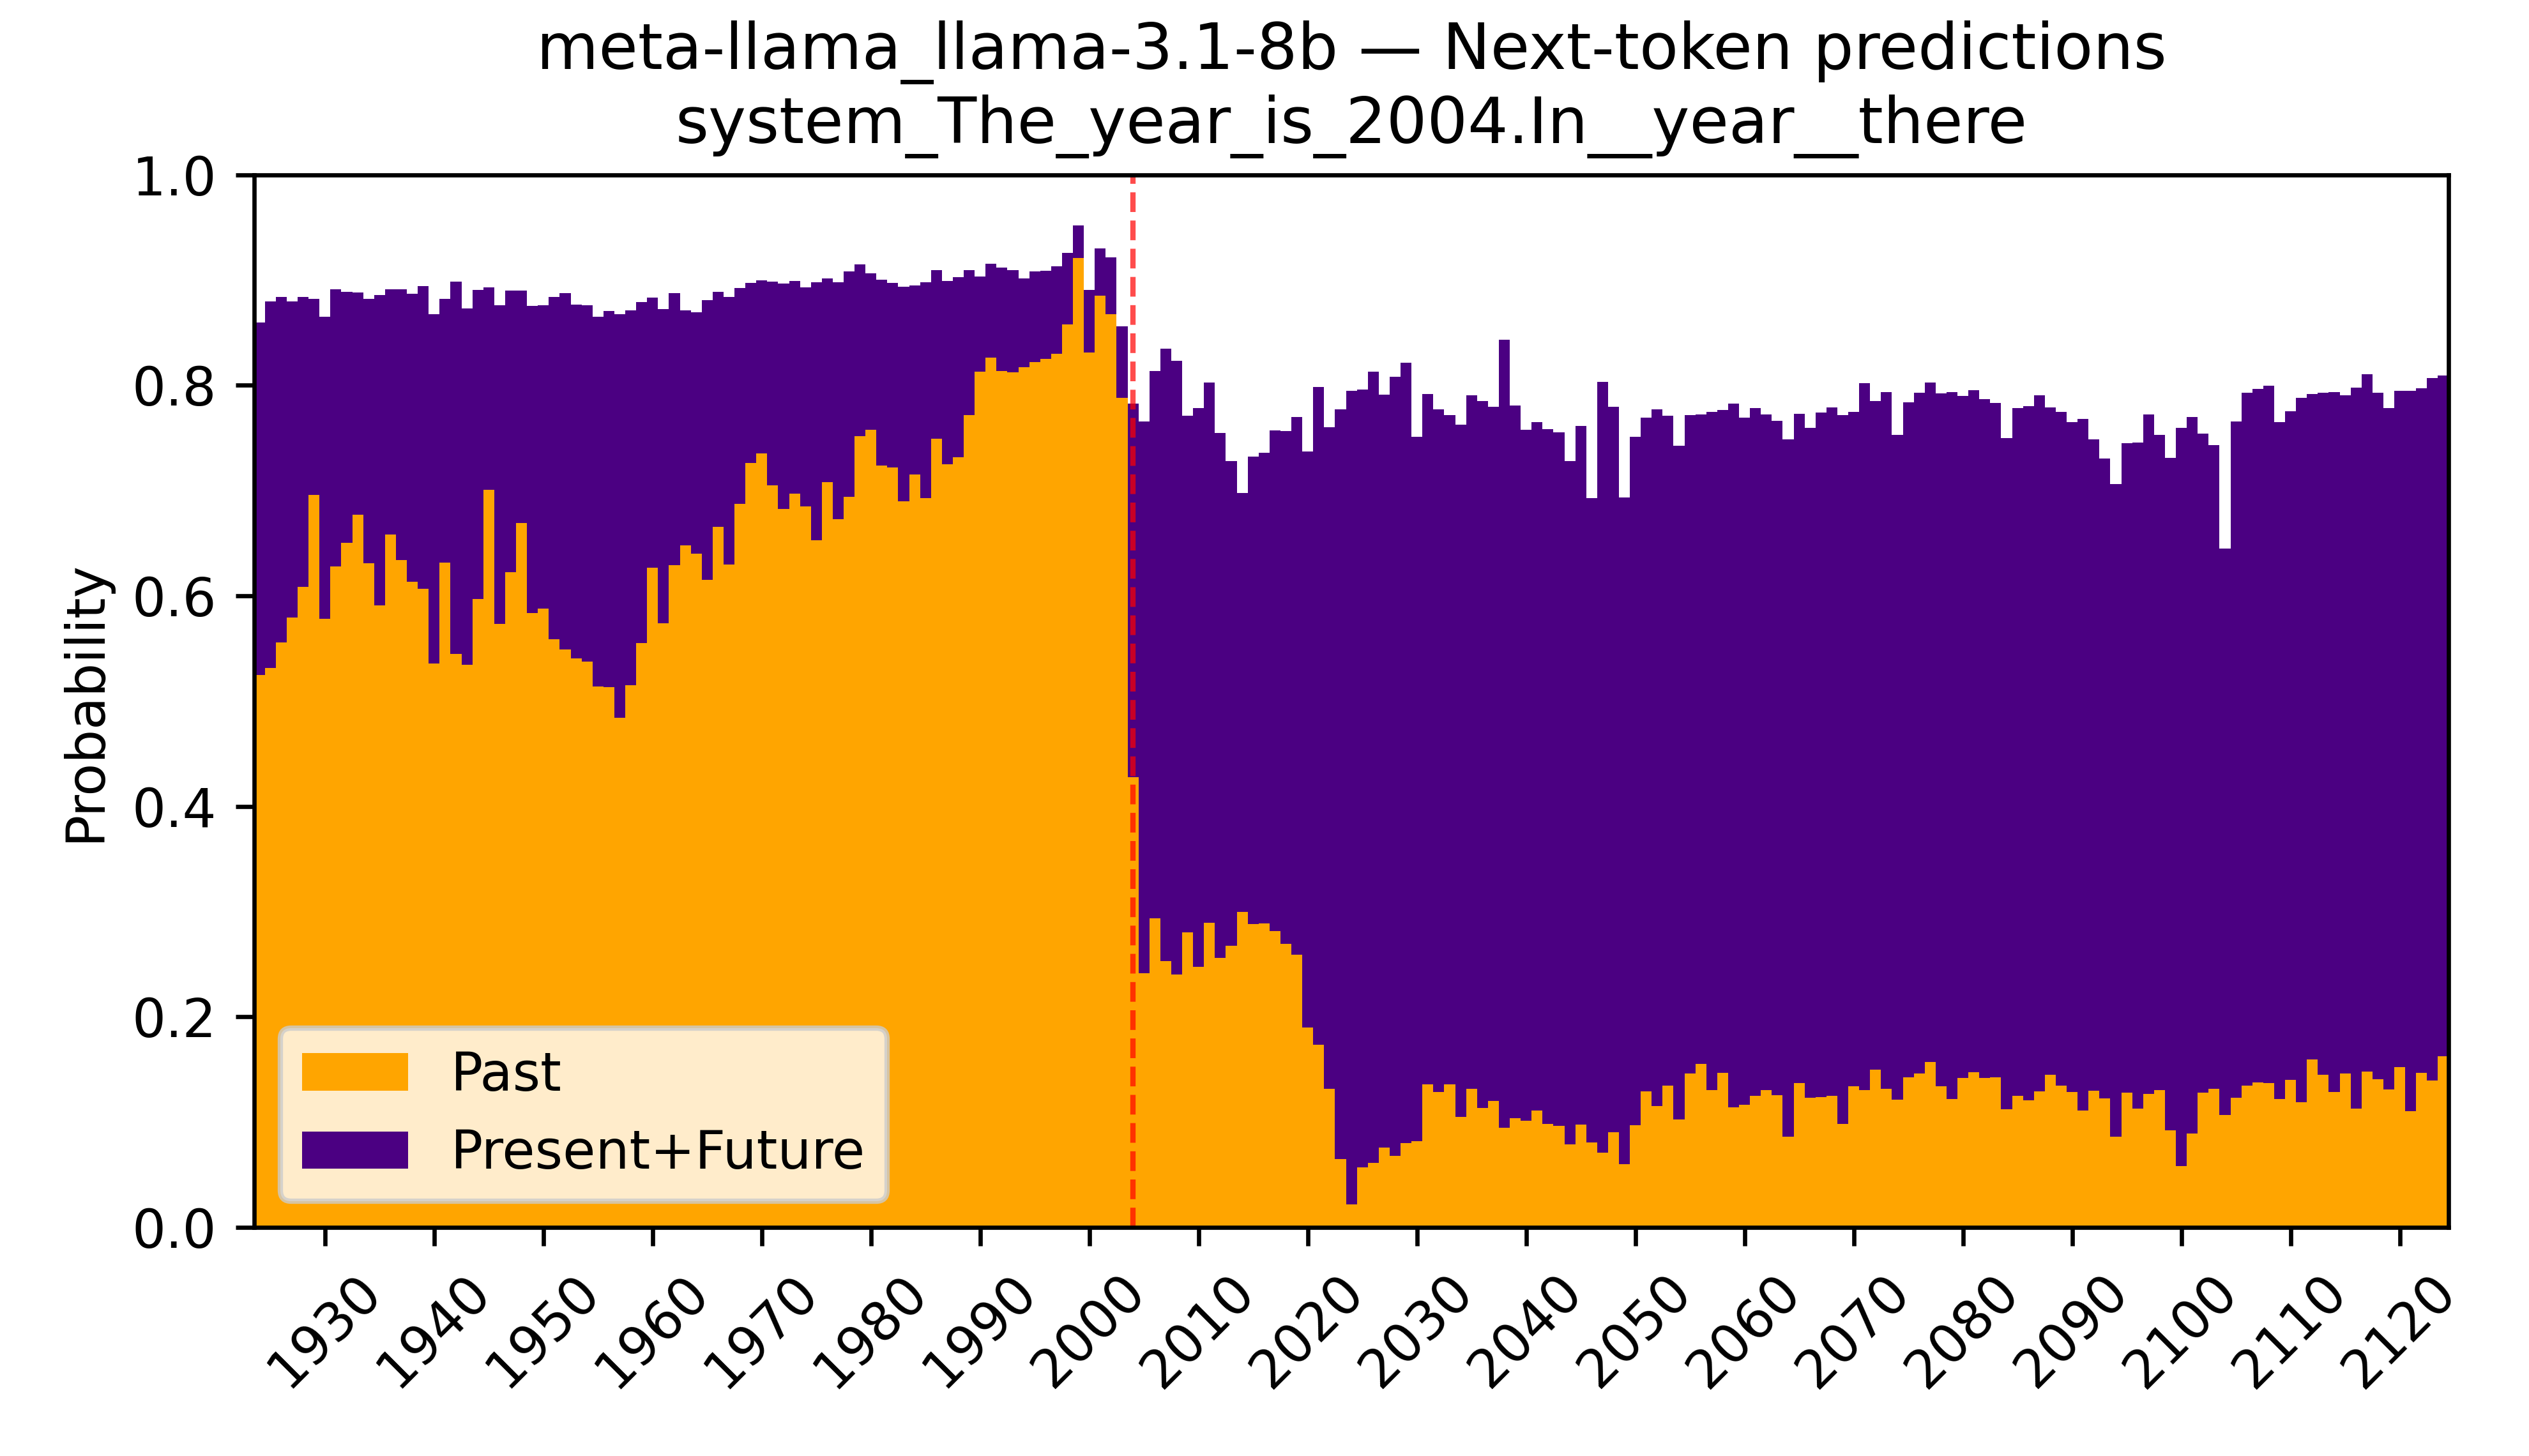 meta-llama_llama-3.1-8b — Next-token predictions
system_The_year_is_2004.In__year__there
1.0
0.8
0.6
0.4
0.2
0.0
Probability
Past
Present+Future
1930 1940 1950 1960 1970 1980 1990 2000 2010 2020 2030 2040 2050 2060 2070 2080 2090 2100 2110 2120